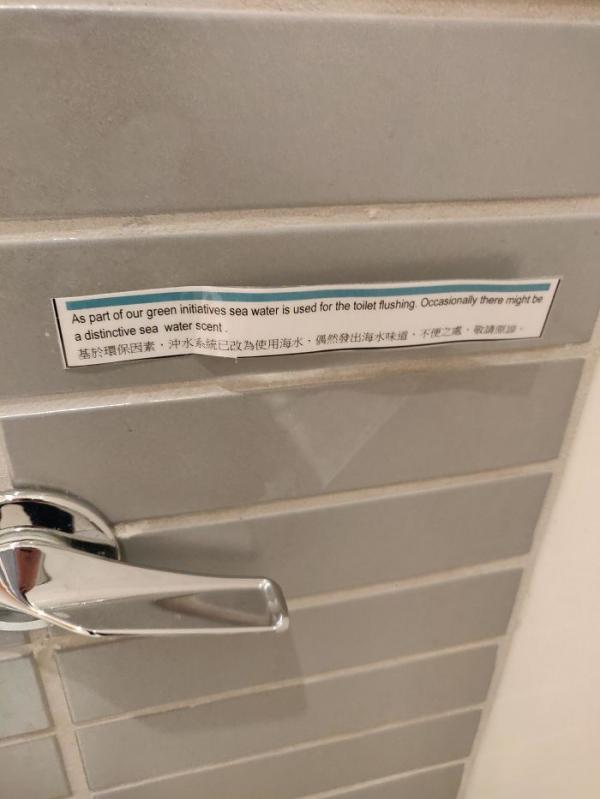 As part of our green initiatives sea water is used for the toilet flushing. Occasionally there might be
a distinctive sea water scent .
基於環保因素，沖水系統已改為使用海水，偶然發出海水味道，不便之處，敬請原諒。